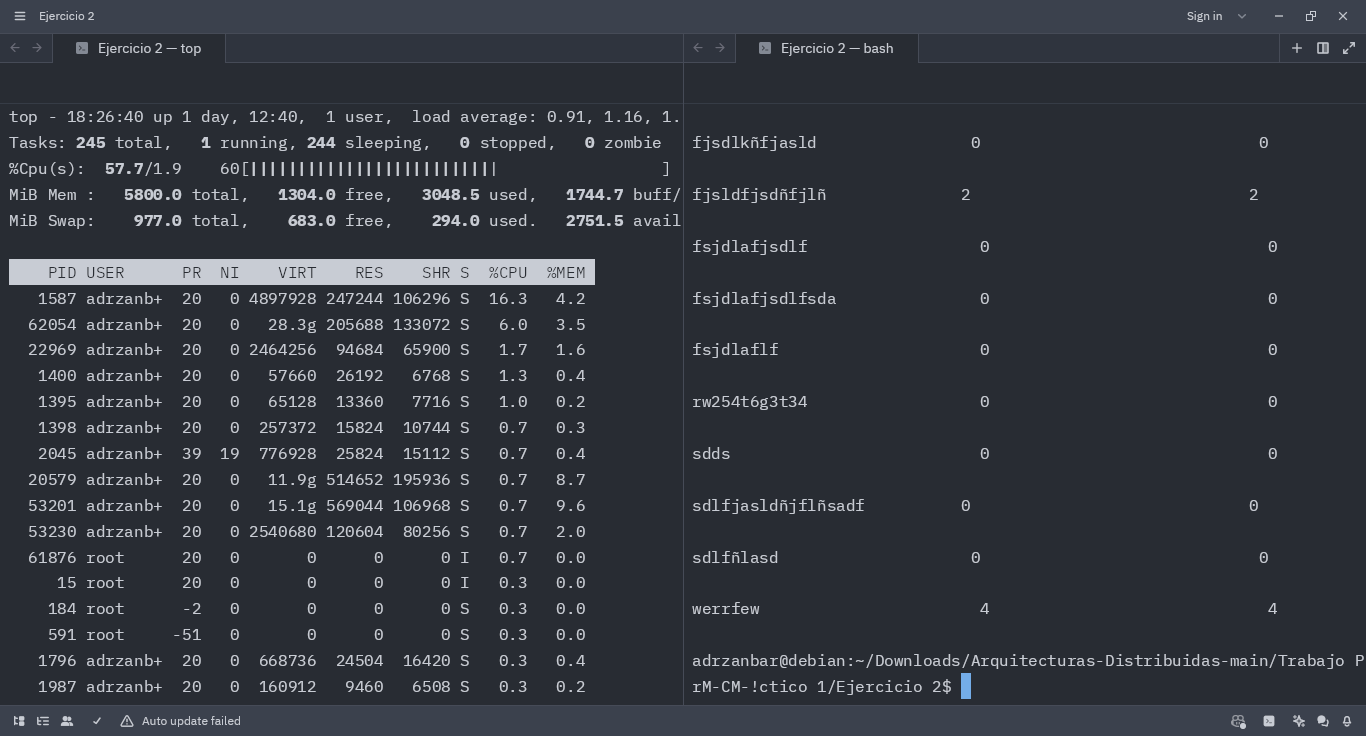 Ejercicio 2
Sign in
Ejercicio 2 — top
Ejercicio 2 — bash
top - 18:26:40 up 1 day, 12:40,  1 user,  load average: 0.91, 1.16, 1.
Tasks: 245 total,   1 running, 244 sleeping,   0 stopped,   0 zombie
%Cpu(s):  57.7/1.9    60[|||||||||||||||||||||||||                 ]
MiB Mem :   5800.0 total,   1304.0 free,   3048.5 used,   1744.7 buff/
MiB Swap:    977.0 total,    683.0 free,    294.0 used.   2751.5 avail
PID USER      PR  NI    VIRT    RES    SHR S  %CPU  %MEM
1587 adrzanb+  20   0 4897928 247244 106296 S  16.3   4.2
62054 adrzanb+  20   0   28.3g 205688 133072 S   6.0   3.5
22969 adrzanb+  20   0 2464256  94684  65900 S   1.7   1.6
1400 adrzanb+  20   0   57660  26192   6768 S   1.3   0.4
1395 adrzanb+  20   0   65128  13360   7716 S   1.0   0.2
1398 adrzanb+  20   0  257372  15824  10744 S   0.7   0.3
2045 adrzanb+  39  19  776928  25824  15112 S   0.7   0.4
20579 adrzanb+  20   0   11.9g 514652 195936 S   0.7   8.7
53201 adrzanb+  20   0   15.1g 569044 106968 S   0.7   9.6
53230 adrzanb+  20   0 2540680 120604  80256 S   0.7   2.0
61876 root      20   0       0      0      0 I   0.7   0.0
15 root      20   0       0      0      0 I   0.3   0.0
184 root      -2   0       0      0      0 S   0.3   0.0
591 root     -51   0       0      0      0 S   0.3   0.0
1796 adrzanb+  20   0  668736  24504  16420 S   0.3   0.4
1987 adrzanb+  20   0  160912   9460   6508 S   0.3   0.2
fjsdlkñfjasld                0                             0
fjsldfjsdñfjlñ              2                             2
fsjdlafjsdlf                  0                             0
fsjdlafjsdlfsda               0                             0
fsjdlaflf                     0                             0
rw254t6g3t34                  0                             0
sdds                          0                             0
sdlfjasldñjflñsadf          0                             0
sdlfñlasd                    0                             0
werrfew                       4                             4
adrzanbar@debian:~/Downloads/Arquitecturas-Distribuidas-main/Trabajo P
rM-CM-!ctico 1/Ejercicio 2$
Auto update failed